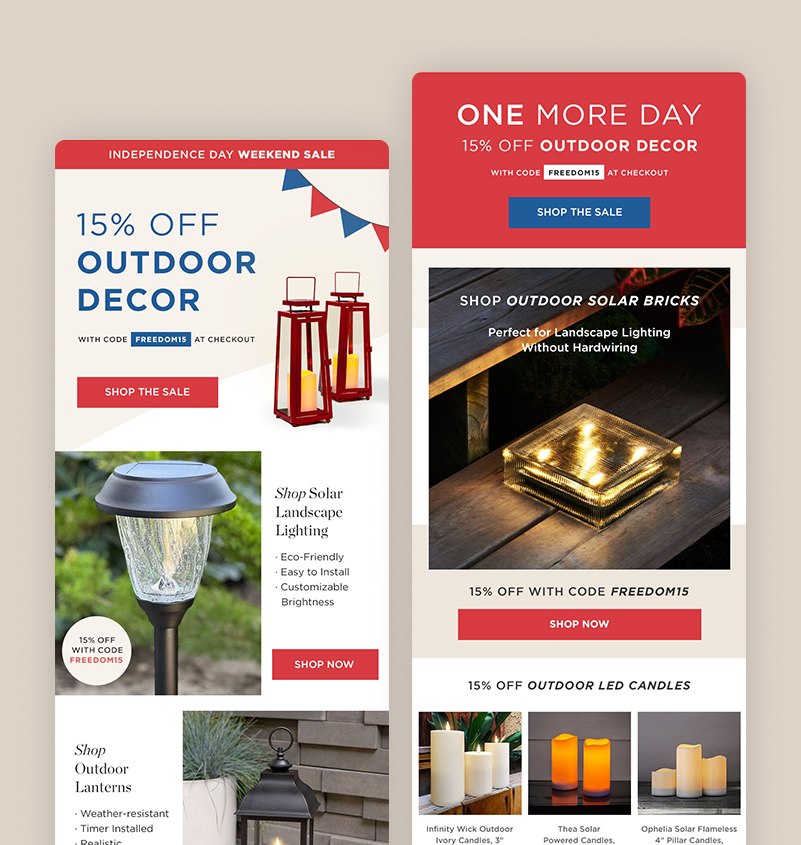 INDEPENDENCE DAY WEEKEND SALE
15% OFF
OUTDOOR
DECOR
WITH CODE FREEDOM15 AT CHECKOUT
SHOP THE SALE
Shop Solar
Landscape
Lighting
· Eco-Friendly
· Easy to Install
· Customizable
Brightness
15% OFF
WITH CODE
FREEDOM15
SHOP NOW
Shop
Outdoor
Lanterns
· Weather-resistant
· Timer Installed
· Realistic
ONE MORE DAY
15% OFF OUTDOOR DECOR
WITH CODE FREEDOM15 AT CHECKOUT
SHOP THE SALE
SHOP OUTDOOR SOLAR BRICKS
Perfect for Landscape Lighting
Without Hardwiring
15% OFF WITH CODE FREEDOM15
SHOP NOW
15% OFF OUTDOOR LED CANDLES
Infinity Wick Outdoor
Ivory Candles, 3"
Thea Solar
Powered Candles,
Ophelia Solar Flameless
4" Pillar Candles,